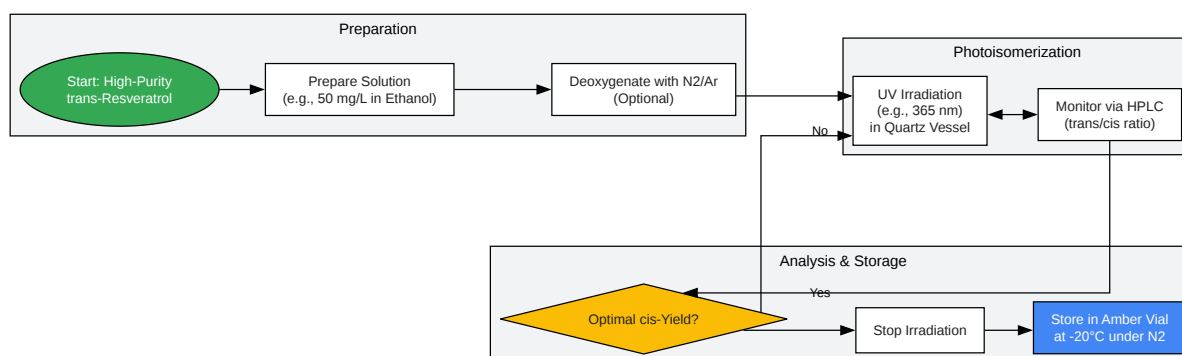 Preparation
Start: High-Purity
trans-Resveratrol
Prepare Solution
(e.g., 50 mg/L in Ethanol)
Deoxygenate with N2/Ar
(Optional)
Photoisomerization
UV Irradiation
(e.g., 365 nm)
in Quartz Vessel
Monitor via HPLC
(trans/cis ratio)
No
Analysis & Storage
Yes
Optimal cis-Yield?
Stop Irradiation
Store in Amber Vial
at -20°C under N2